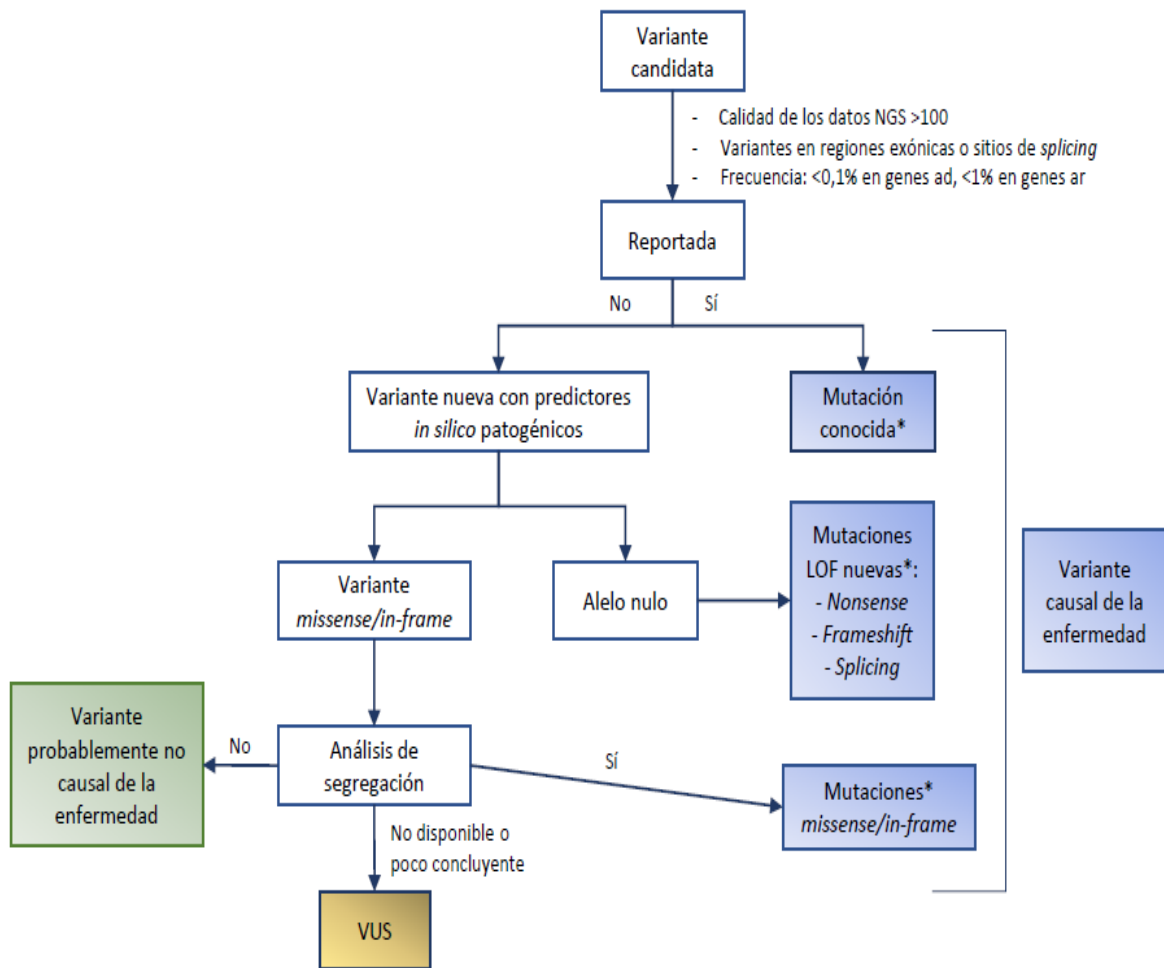 Variante
candidata
- Calidad de los datos NGS >100
- Variantes en regiones exónicas o sitios de splicing
- Frecuencia: <0,1% en genes ad, <1% en genes ar
Reportada
No
Sí
Variante nueva con predictores
in silico patogénicos
Mutación
conocida*
Variante
missense/in-frame
Alelo nulo
Mutaciones
LOF nuevas*:
- Nonsense
- Frameshift
- Splicing
Variante
causal de la
enfermedad
Variante
probablemente no
causal de la
enfermedad
No
Análisis de
segregación
Sí
Mutaciones*
missense/in-frame
No disponible o
poco concluyente
VUS